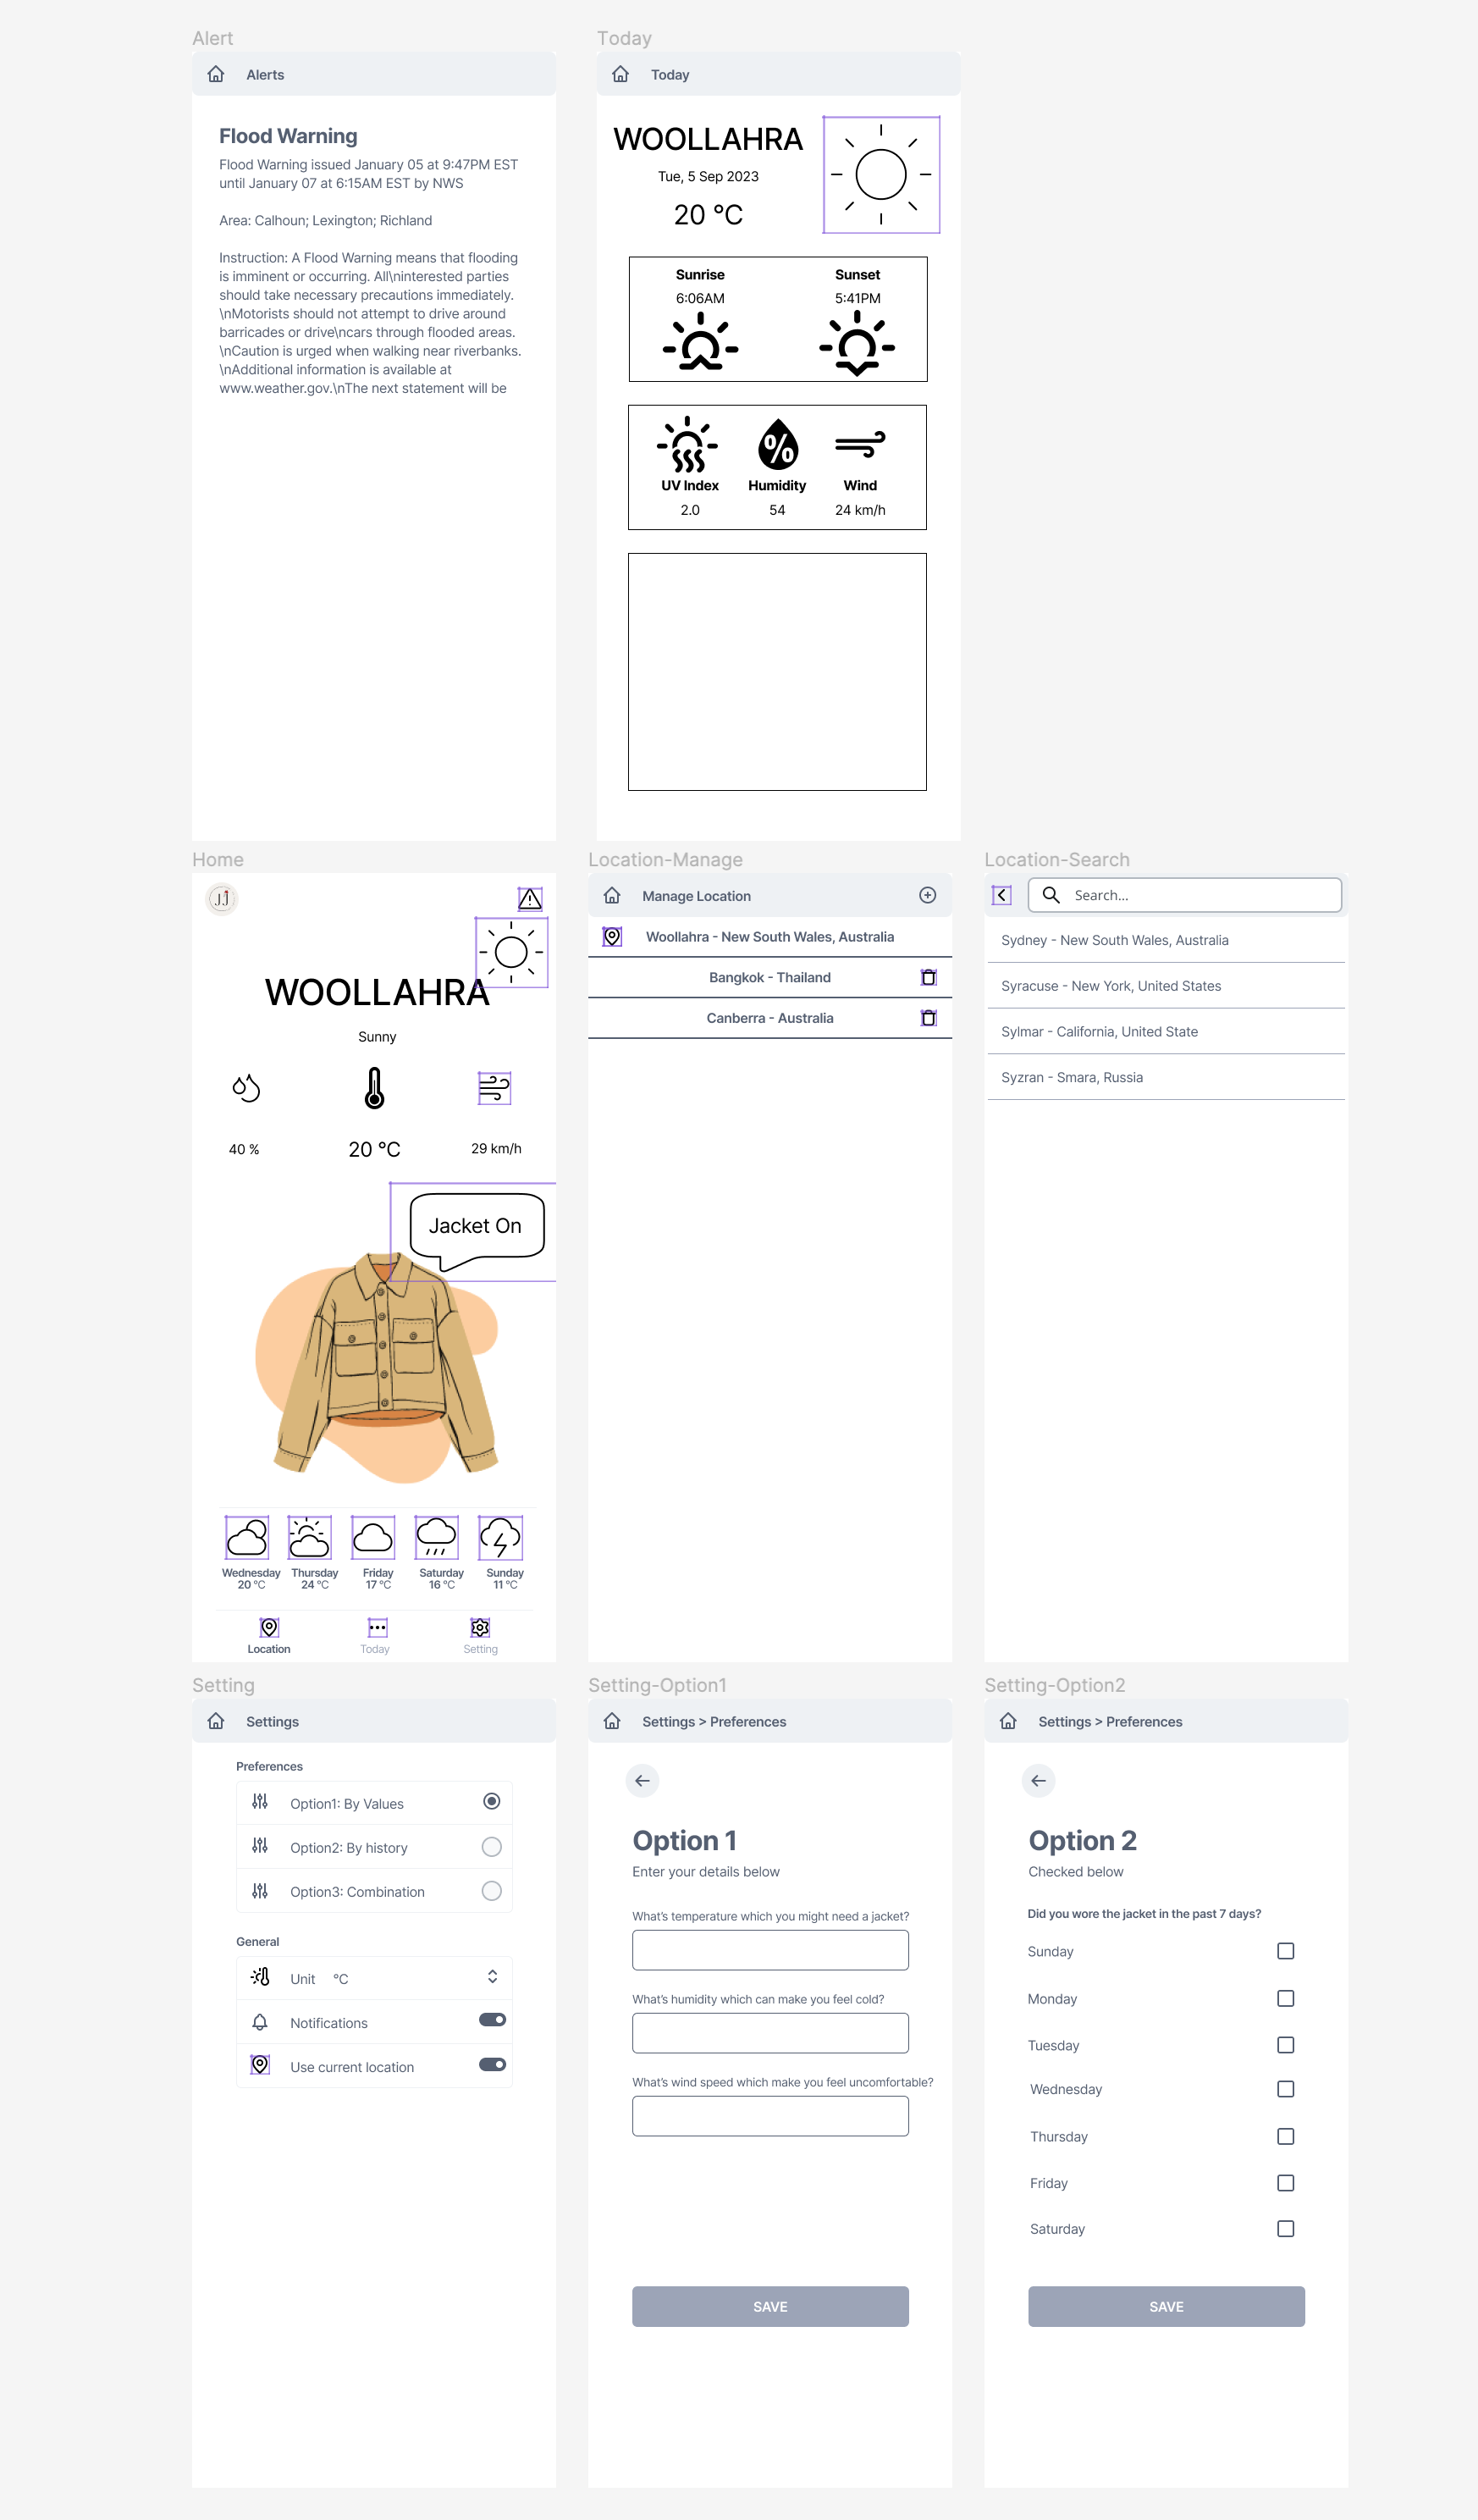 Alert
Alerts
Flood Warning
Flood Warning issued January 05 at 9:47PM EST
until January 07 at 6:15AM EST by NWS
Area: Calhoun; Lexington; Richland
Instruction: A Flood Warning means that flooding
is imminent or occurring. All\ninterested parties
should take necessary precautions immediately.
\nMotorists should not attempt to drive around
barricades or drive\ncars through flooded areas.
\nCaution is urged when walking near riverbanks.
\nAdditional information is available at
www.weather.gov.\nThe next statement will be
Today
Today
WOOLLAHRA
Tue, 5 Sep 2023
20 °C
Sunrise
6:06AM
Sunset
5:41PM
%
UV Index
2.0
Humidity
54
Wind
24 km/h
Home
J.J
WOOLLAHRA
Sunny
40 %
20 °C
29 km/h
Jacket On
Wednesday
20 °C
Thursday
24 °C
Friday
17 °C
Saturday
16 °C
Sunday
11 °C
Location
Today
Setting
Location-Manage
Manage Location
Woollahra - New South Wales, Australia
Bangkok - Thailand
Canberra - Australia
Location-Search
Search...
Sydney - New South Wales, Australia
Syracuse - New York, United States
Sylmar - California, United State
Syzran - Smara, Russia
Setting
Settings
Preferences
Option1: By Values
Option2: By history
Option3: Combination
General
Unit °C
Notifications
Use current location
Setting-Option1
Settings > Preferences
Option 1
Enter your details below
What's temperature which you might need a jacket?
What's humidity which can make you feel cold?
What's wind speed which make you feel uncomfortable?
SAVE
Setting-Option2
Settings > Preferences
Option 2
Checked below
Did you wore the jacket in the past 7 days?
Sunday
Monday
Tuesday
Wednesday
Thursday
Friday
Saturday
SAVE